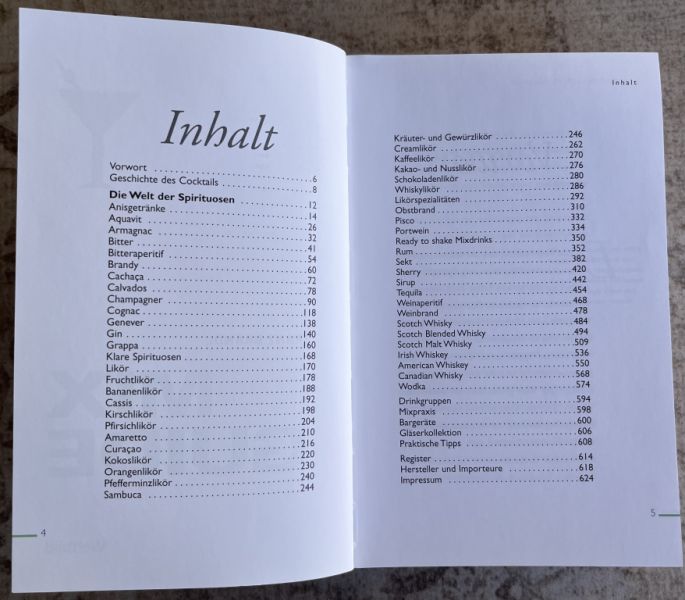 Inhalt
Vorwort 6
Geschichte des Cocktails 8
Die Welt der Spirituosen 12
Anisgetränke 14
Aquavit 26
Armagnac 32
Bitter 41
Bitteraperitif 54
Brandy 60
Cachaça 72
Calvados 78
Champagner 90
Cognac 118
Genever 138
Gin 140
Grappa 160
Klare Spirituosen 168
Likör 170
Fruchtlikör 178
Bananenlikör 188
Cassis 192
Kirschlikör 198
Pfirsichlikör 204
Amaretto 210
Curaçao 216
Kokoslikör 220
Orangenlikör 230
Pfefferminzlikör 240
Sambuca 244
4
Inhalt
Kräuter- und Gewürzlikör 246
Creamlikör 262
Kaffeelikör 270
Kakao- und Nusslikör 276
Schokoladenlikör 280
Whiskylikör 286
Likörspezialitäten 292
Obstbrand 310
Pisco 332
Portwein 334
Ready to shake Mixdrinks 350
Rum 352
Sekt 382
Sherry 420
Sirup 442
Tequila 454
Weinaperitif 468
Weinbrand 478
Scotch Whisky 484
Scotch Blended Whisky 494
Scotch Malt Whisky 509
Irish Whiskey 536
American Whiskey 550
Canadian Whisky 568
Wodka 574
Drinkgruppen 594
Mixpraxis 598
Bargeräte 600
Gläserkollektion 606
Praktische Tipps 608
Register 614
Hersteller und Importeure 618
Impressum 624
5